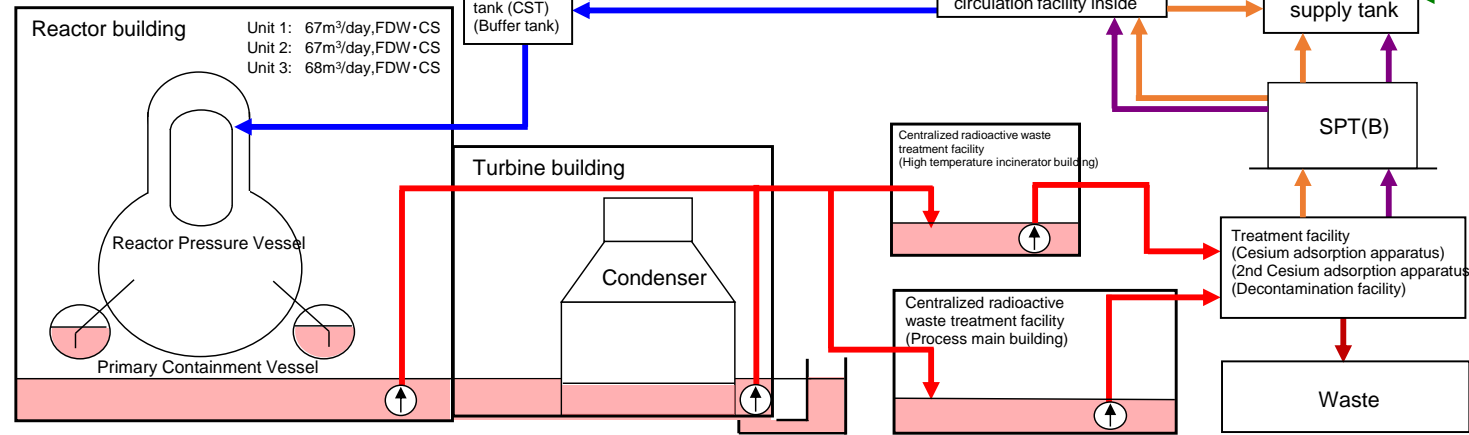 tank (CST)
(Buffer tank)
circulation facility inside
supply tank
Reactor building
Unit 1: 67m³/day,FDW･CS
Unit 2: 67m³/day,FDW･CS
Unit 3: 68m³/day,FDW･CS
SPT(B)
Centralized radioactive waste
treatment facility
(High temperature incinerator building)
Turbine building
Reactor Pressure Vessel
Condenser
Treatment facility
(Cesium adsorption apparatus)
(2nd Cesium adsorption apparatus
(Decontamination facility)
Centralized radioactive
waste treatment facility
(Process main building)
Primary Containment Vessel
Waste